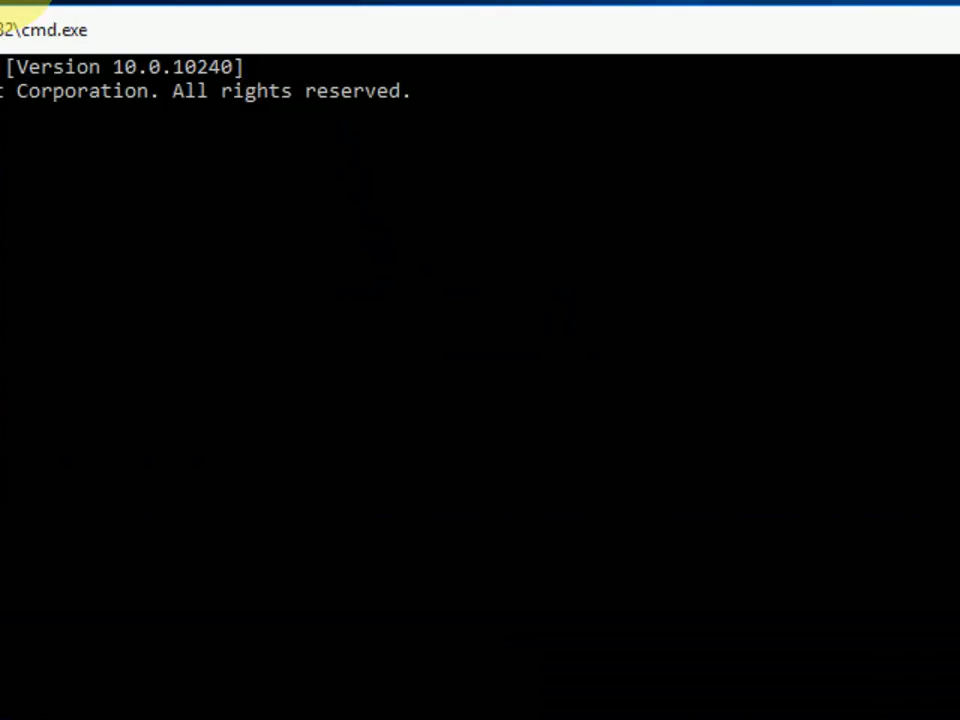 32\cmd.exe
[Version 10.0.10240]
t Corporation. All rights reserved.